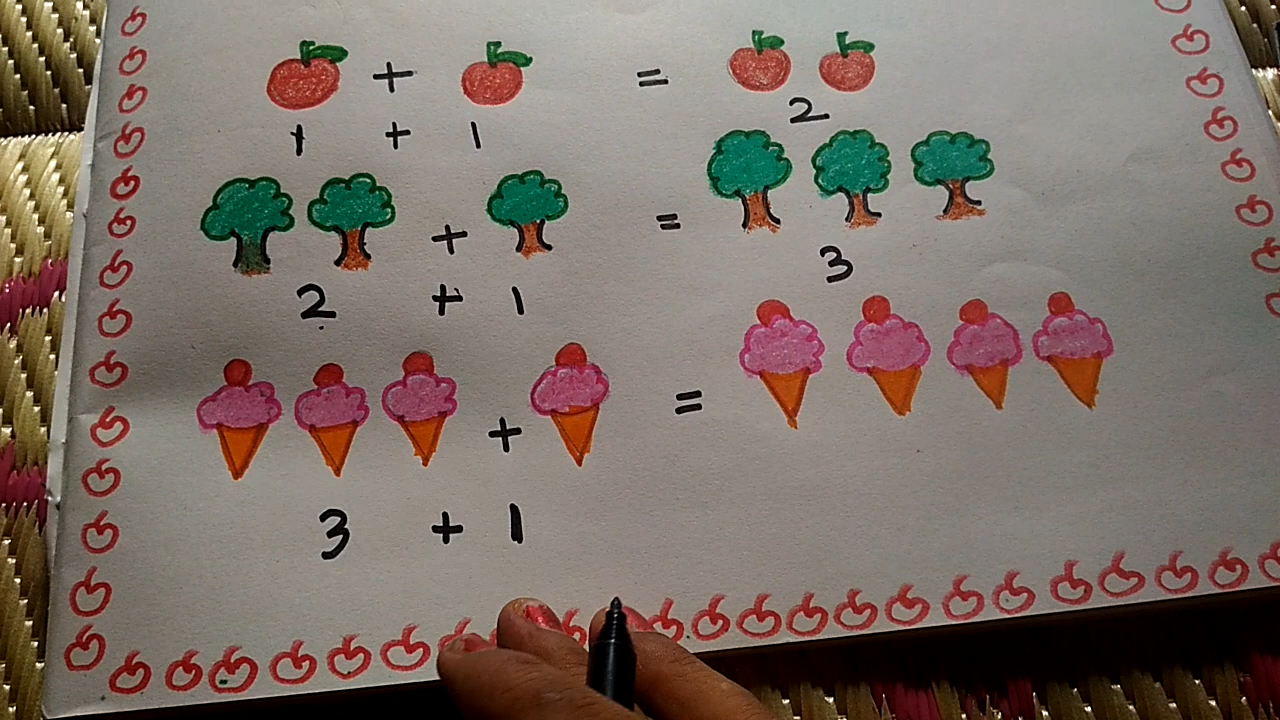 + =
1 + 1 2
+ =
2 + 1 3
+ =
3 + 1